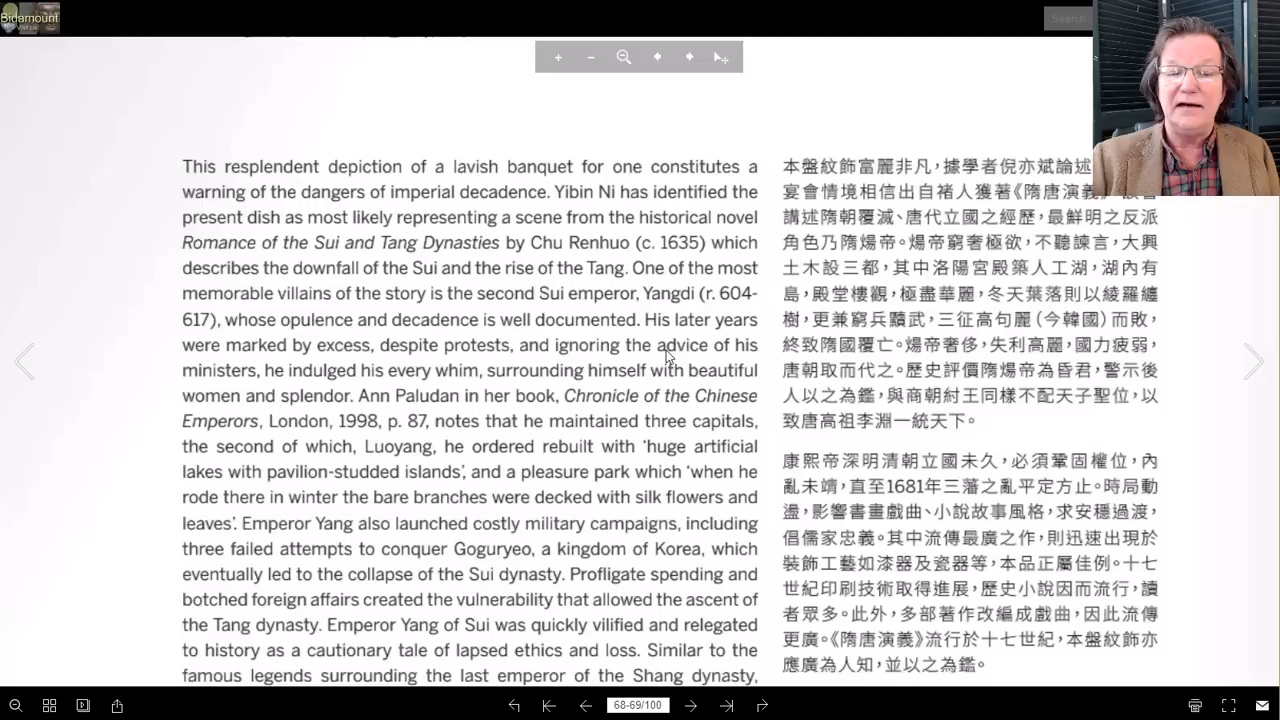 Bidamount
Search
This resplendent depiction of a lavish banquet for one constitutes a
warning of the dangers of imperial decadence. Yibin Ni has identified the
present dish as most likely representing a scene from the historical novel
Romance of the Sui and Tang Dynasties by Chu Renhuo (c. 1635) which
describes the downfall of the Sui and the rise of the Tang. One of the most
memorable villains of the story is the second Sui emperor, Yangdi (r. 604-
617), whose opulence and decadence is well documented. His later years
were marked by excess, despite protests, and ignoring the advice of his
ministers, he indulged his every whim, surrounding himself with beautiful
women and splendor. Ann Paludan in her book, Chronicle of the Chinese
Emperors, London, 1998, p. 87, notes that he maintained three capitals,
the second of which, Luoyang, he ordered rebuilt with ‘huge artificial
lakes with pavilion-studded islands’, and a pleasure park which ‘when he
rode there in winter the bare branches were decked with silk flowers and
leaves’. Emperor Yang also launched costly military campaigns, including
three failed attempts to conquer Goguryeo, a kingdom of Korea, which
eventually led to the collapse of the Sui dynasty. Profligate spending and
botched foreign affairs created the vulnerability that allowed the ascent of
the Tang dynasty. Emperor Yang of Sui was quickly vilified and relegated
to history as a cautionary tale of lapsed ethics and loss. Similar to the
famous legends surrounding the last emperor of the Shang dynasty,
本盤紋飾富麗非凡，據學者倪亦斌論述
宴會情境相信出自褚人獲著《隋唐演義》
講述隋朝覆滅、唐代立國之經歷，最鮮明之反派
角色乃隋煬帝。煬帝窮奢極欲，不聽諫言，大興
土木設三都，其中洛陽宮殿築人工湖，湖內有
島，殿堂樓觀，極盡華麗，冬天葉落則以綾羅纏
樹，更兼窮兵黷武，三征高句麗（今韓國）而敗，
終致隋國覆亡。煬帝奢侈，失利高麗，國力疲弱，
唐朝取而代之。歷史評價隋煬帝為昏君，警示後
人以之為鑑，與商朝紂王同樣不配天子聖位，以
致唐高祖李淵一統天下。
康熙帝深明清朝立國未久，必須鞏固權位，內
亂未靖，直至1681年三藩之亂平定方止。時局動
盪，影響書畫戲曲、小說故事風格，求安穩過渡，
倡儒家忠義。其中流傳最廣之作，則迅速出現於
裝飾工藝如漆器及瓷器等，本品正屬佳例。十七
世紀印刷技術取得進展，歷史小說因而流行，讀
者眾多。此外，多部著作改編成戲曲，因此流傳
更廣。《隋唐演義》流行於十七世紀，本盤紋飾亦
應廣為人知，並以之為鑑。
68-69/100